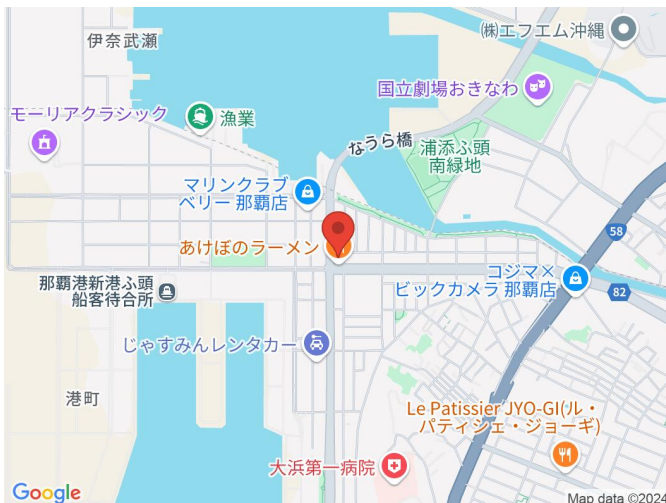 伊奈武瀬
(株)エフエム沖縄
国立劇場おきなわ
モーリアクラシック
漁業
なうら橋
浦添ふ頭
南緑地
マリンクラブ
ベリー 那覇店
58
あけぼのラーメン
コジマ×
ビックカメラ 那覇店
那覇港新港ふ頭
船客待合所
82
じゃすみんレンタカー
港町
Le Patissier JYO-GI(ル・
パティシェ・ジョーギ)
大浜第一病院
Google
Map data ©2024